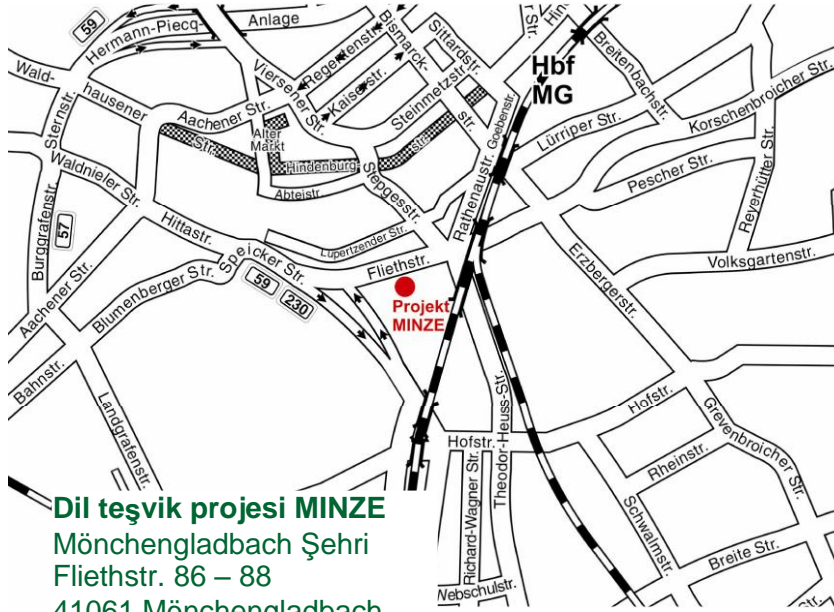 59
Hermann-Piecq-
Anlage
Wald-
hausener
Str.
Sternstr.
Viersener Str.
Regentenstr.
Kaiserstr.
Bismarck-
str.
Sittardstr.
Steinmetzstr.
Hin
Hbf
MG
Breitenbachstr.
Korschenbroicher Str.
Aachener Str.
Alter
Markt
Hindenburg-
str.
Goebenstr.
Lürriper Str.
Waldnieler Str.
Abteistr.
Stepgesstr.
Rathenaustr.
Pescher Str.
Reyerhütter Str.
Burggrafenstr.
57
Hittastr.
Lupertzender Str.
Speicker Str.
Fliethstr.
Erzbergerstr.
Volksgartenstr.
59
230
Projekt
MINZE
Aachener Str.
Blumenberger Str.
Bahnstr.
Landgrafenstr.
Hofstr.
Theodor-Heuss-Str.
Hofstr.
Grevenbroicher Str.
Rheinstr.
Richard-Wagner Str.
Schwalmstr.
Breite Str.
Webschulstr.
Dil teşvik projesi MINZE
Mönchengladbach Şehri
Fliethstr. 86 – 88
41061 Mönchengladbach